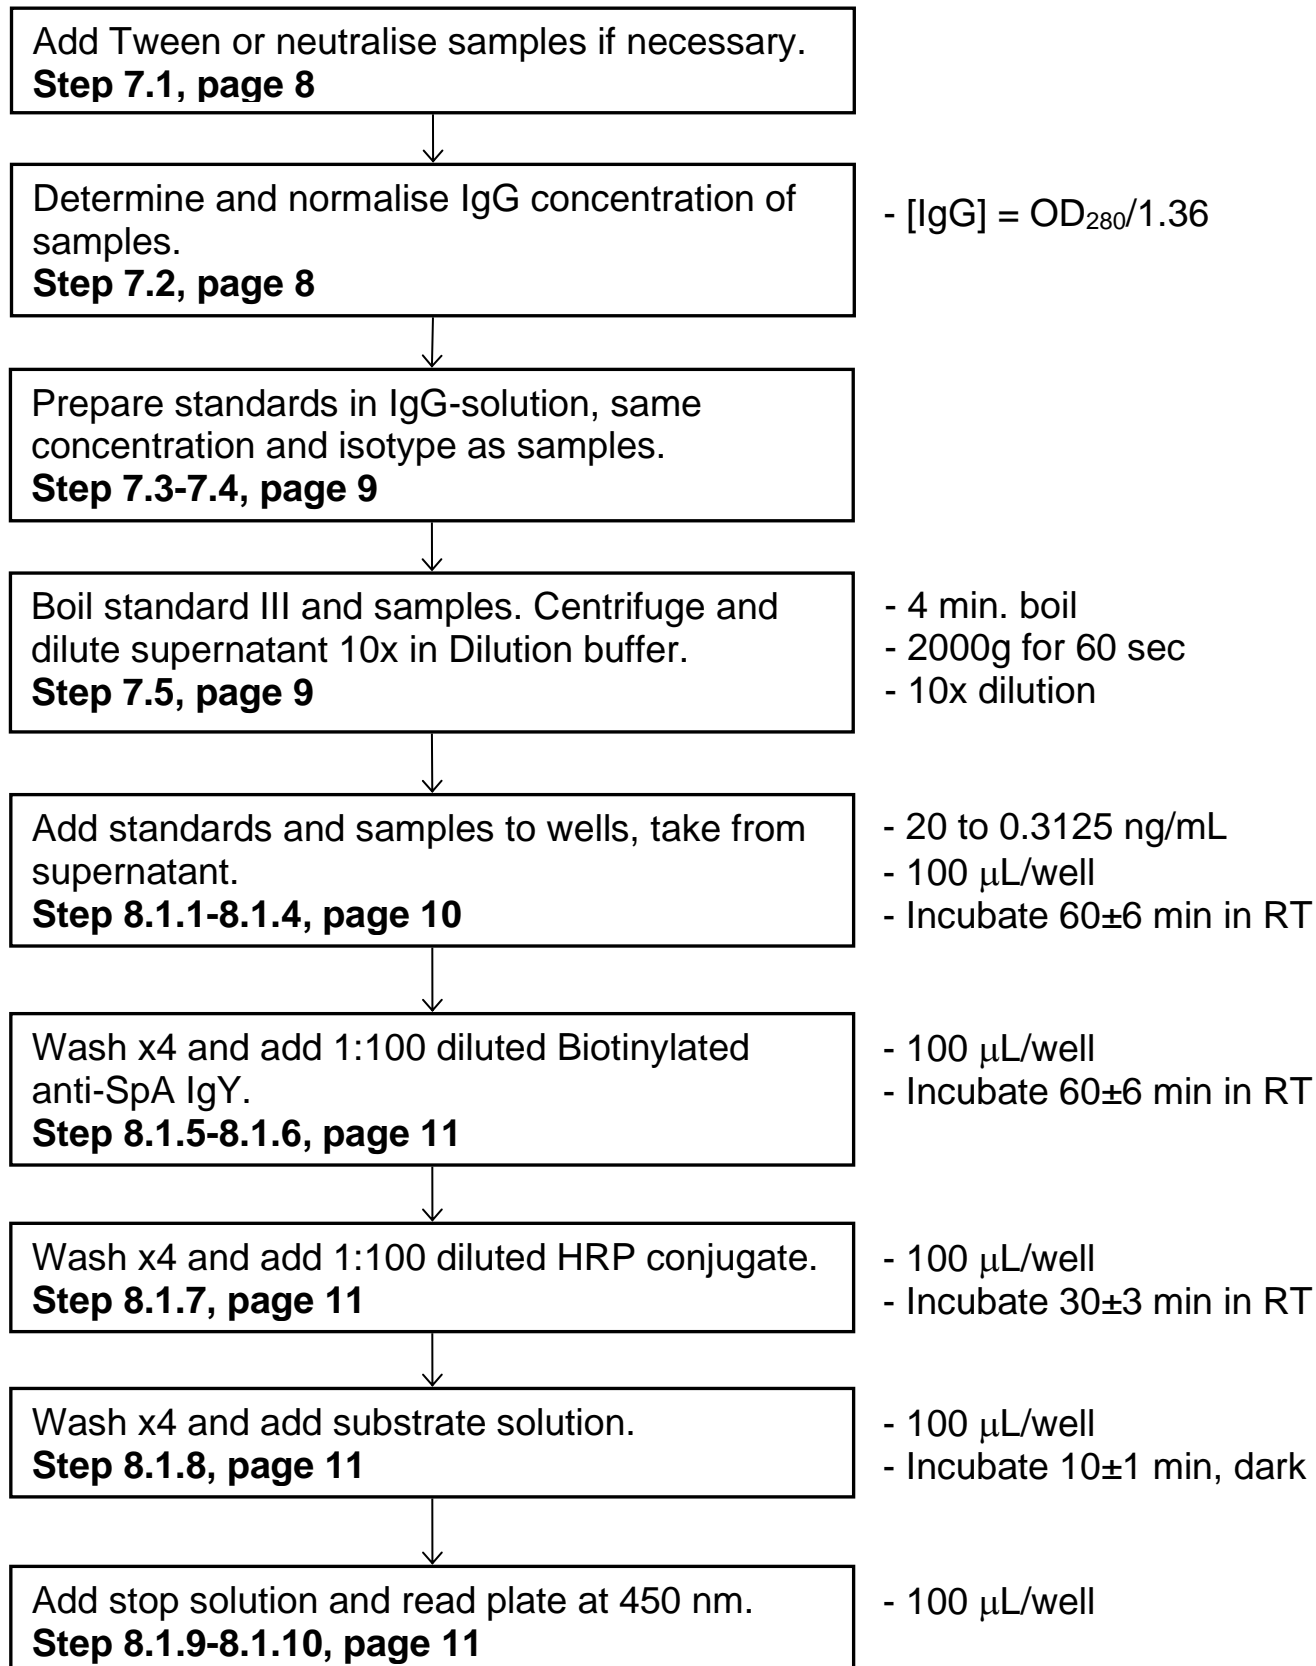 Add Tween or neutralise samples if necessary.
Step 7.1, page 8
Determine and normalise IgG concentration of
samples.
Step 7.2, page 8
- [IgG] = OD₂₈₀/1.36
Prepare standards in IgG-solution, same
concentration and isotype as samples.
Step 7.3-7.4, page 9
Boil standard III and samples. Centrifuge and
dilute supernatant 10x in Dilution buffer.
Step 7.5, page 9
- 4 min. boil
- 2000g for 60 sec
- 10x dilution
Add standards and samples to wells, take from
supernatant.
Step 8.1.1-8.1.4, page 10
- 20 to 0.3125 ng/mL
- 100 μL/well
- Incubate 60±6 min in RT
Wash x4 and add 1:100 diluted Biotinylated
anti-SpA IgY.
Step 8.1.5-8.1.6, page 11
- 100 μL/well
- Incubate 60±6 min in RT
Wash x4 and add 1:100 diluted HRP conjugate.
Step 8.1.7, page 11
- 100 μL/well
- Incubate 30±3 min in RT
Wash x4 and add substrate solution.
Step 8.1.8, page 11
- 100 μL/well
- Incubate 10±1 min, dark
Add stop solution and read plate at 450 nm.
Step 8.1.9-8.1.10, page 11
- 100 μL/well